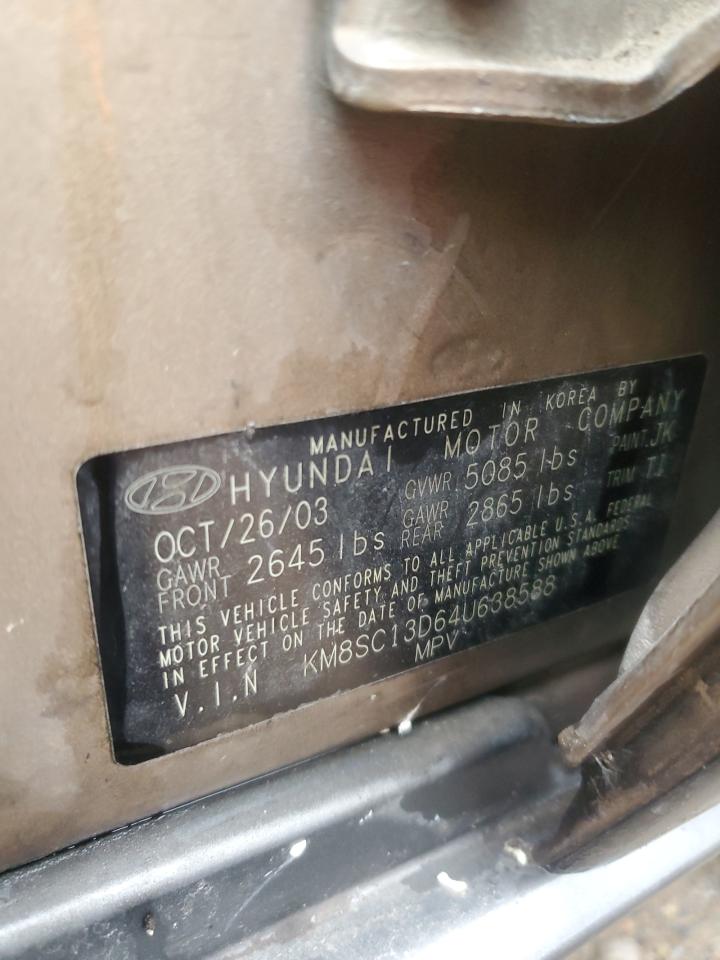 MANUFACTURED IN KOREA BY
HYUNDAI MOTOR COMPANY
OCT/26/03 GVWR 5085 lbs PAINT JK
GAWR FRONT 2645 lbs GAWR REAR 2865 lbs TRIM TI
THIS VEHICLE CONFORMS TO ALL APPLICABLE U.S.A. FEDERAL
MOTOR VEHICLE SAFETY AND THEFT PREVENTION STANDARDS
IN EFFECT ON THE DATE OF MANUFACTURE SHOWN ABOVE
V.I.N KM8SC13D64U638588
MPV